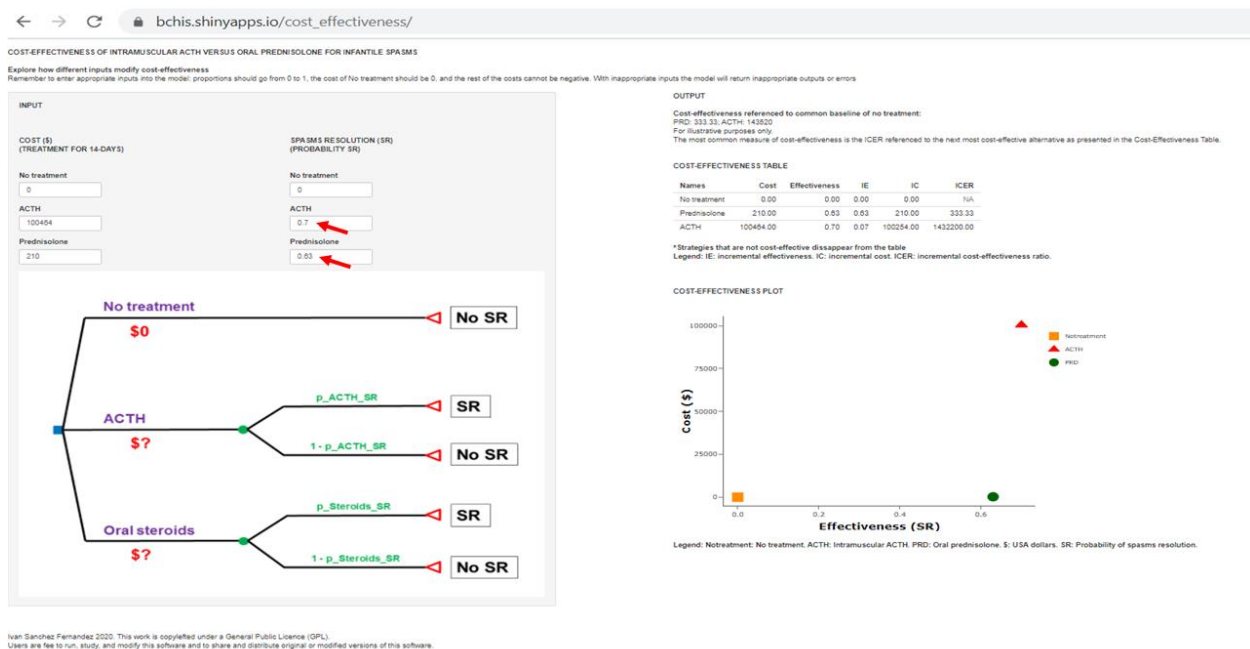 bchis.shinyapps.io/cost_effectiveness/
COST-EFFECTIVENESS OF INTRAMUSCULAR ACTH VERSUS ORAL PREDNISOLONE FOR INFANTILE SPASMS
Explore how different inputs modify cost-effectiveness
Remember to enter appropriate inputs into the model: proportions should go from 0 to 1, the cost of No treatment should be 0, and the rest of the costs cannot be negative. With inappropriate inputs the model will return inappropriate outputs or errors
INPUT
COST ($)
(TREATMENT FOR 14-DAYS)
No treatment
0
ACTH
100464
Prednisolone
210
SPASMS RESOLUTION (SR)
(PROBABILITY SR)
No treatment
0
ACTH
0.7
Prednisolone
0.63
No treatment
$0
No SR
ACTH
$?
p_ACTH_SR
SR
1 - p_ACTH_SR
No SR
Oral steroids
$?
p_Steroids_SR
SR
1 - p_Steroids_SR
No SR
OUTPUT
Cost-effectiveness referenced to common baseline of no treatment:
PRD: 333.33; ACTH: 143520
For illustrative purposes only.
The most common measure of cost-effectiveness is the ICER referenced to the next most cost-effective alternative as presented in the Cost-Effectiveness Table.
COST-EFFECTIVENESS TABLE
Names Cost Effectiveness IE IC ICER
No treatment 0.00 0.00 0.00 0.00 NA
Prednisolone 210.00 0.63 0.63 210.00 333.33
ACTH 100464.00 0.70 0.07 100254.00 1432200.00
*Strategies that are not cost-effective dissappear from the table
Legend: IE: incremental effectiveness. IC: incremental cost. ICER: incremental cost-effectiveness ratio.
COST-EFFECTIVENESS PLOT
Cost ($)
100000
75000
50000
25000
0
0.0 0.2 0.4 0.6
Effectiveness (SR)
Notreatment
ACTH
PRD
Legend: Notreatment: No treatment. ACTH: Intramuscular ACTH. PRD: Oral prednisolone. $: USA dollars. SR: Probability of spasms resolution.
Ivan Sanchez Fernandez 2020. This work is copylefted under a General Public Licence (GPL).
Users are fee to run, study, and modify this software and to share and distribute original or modified versions of this software.